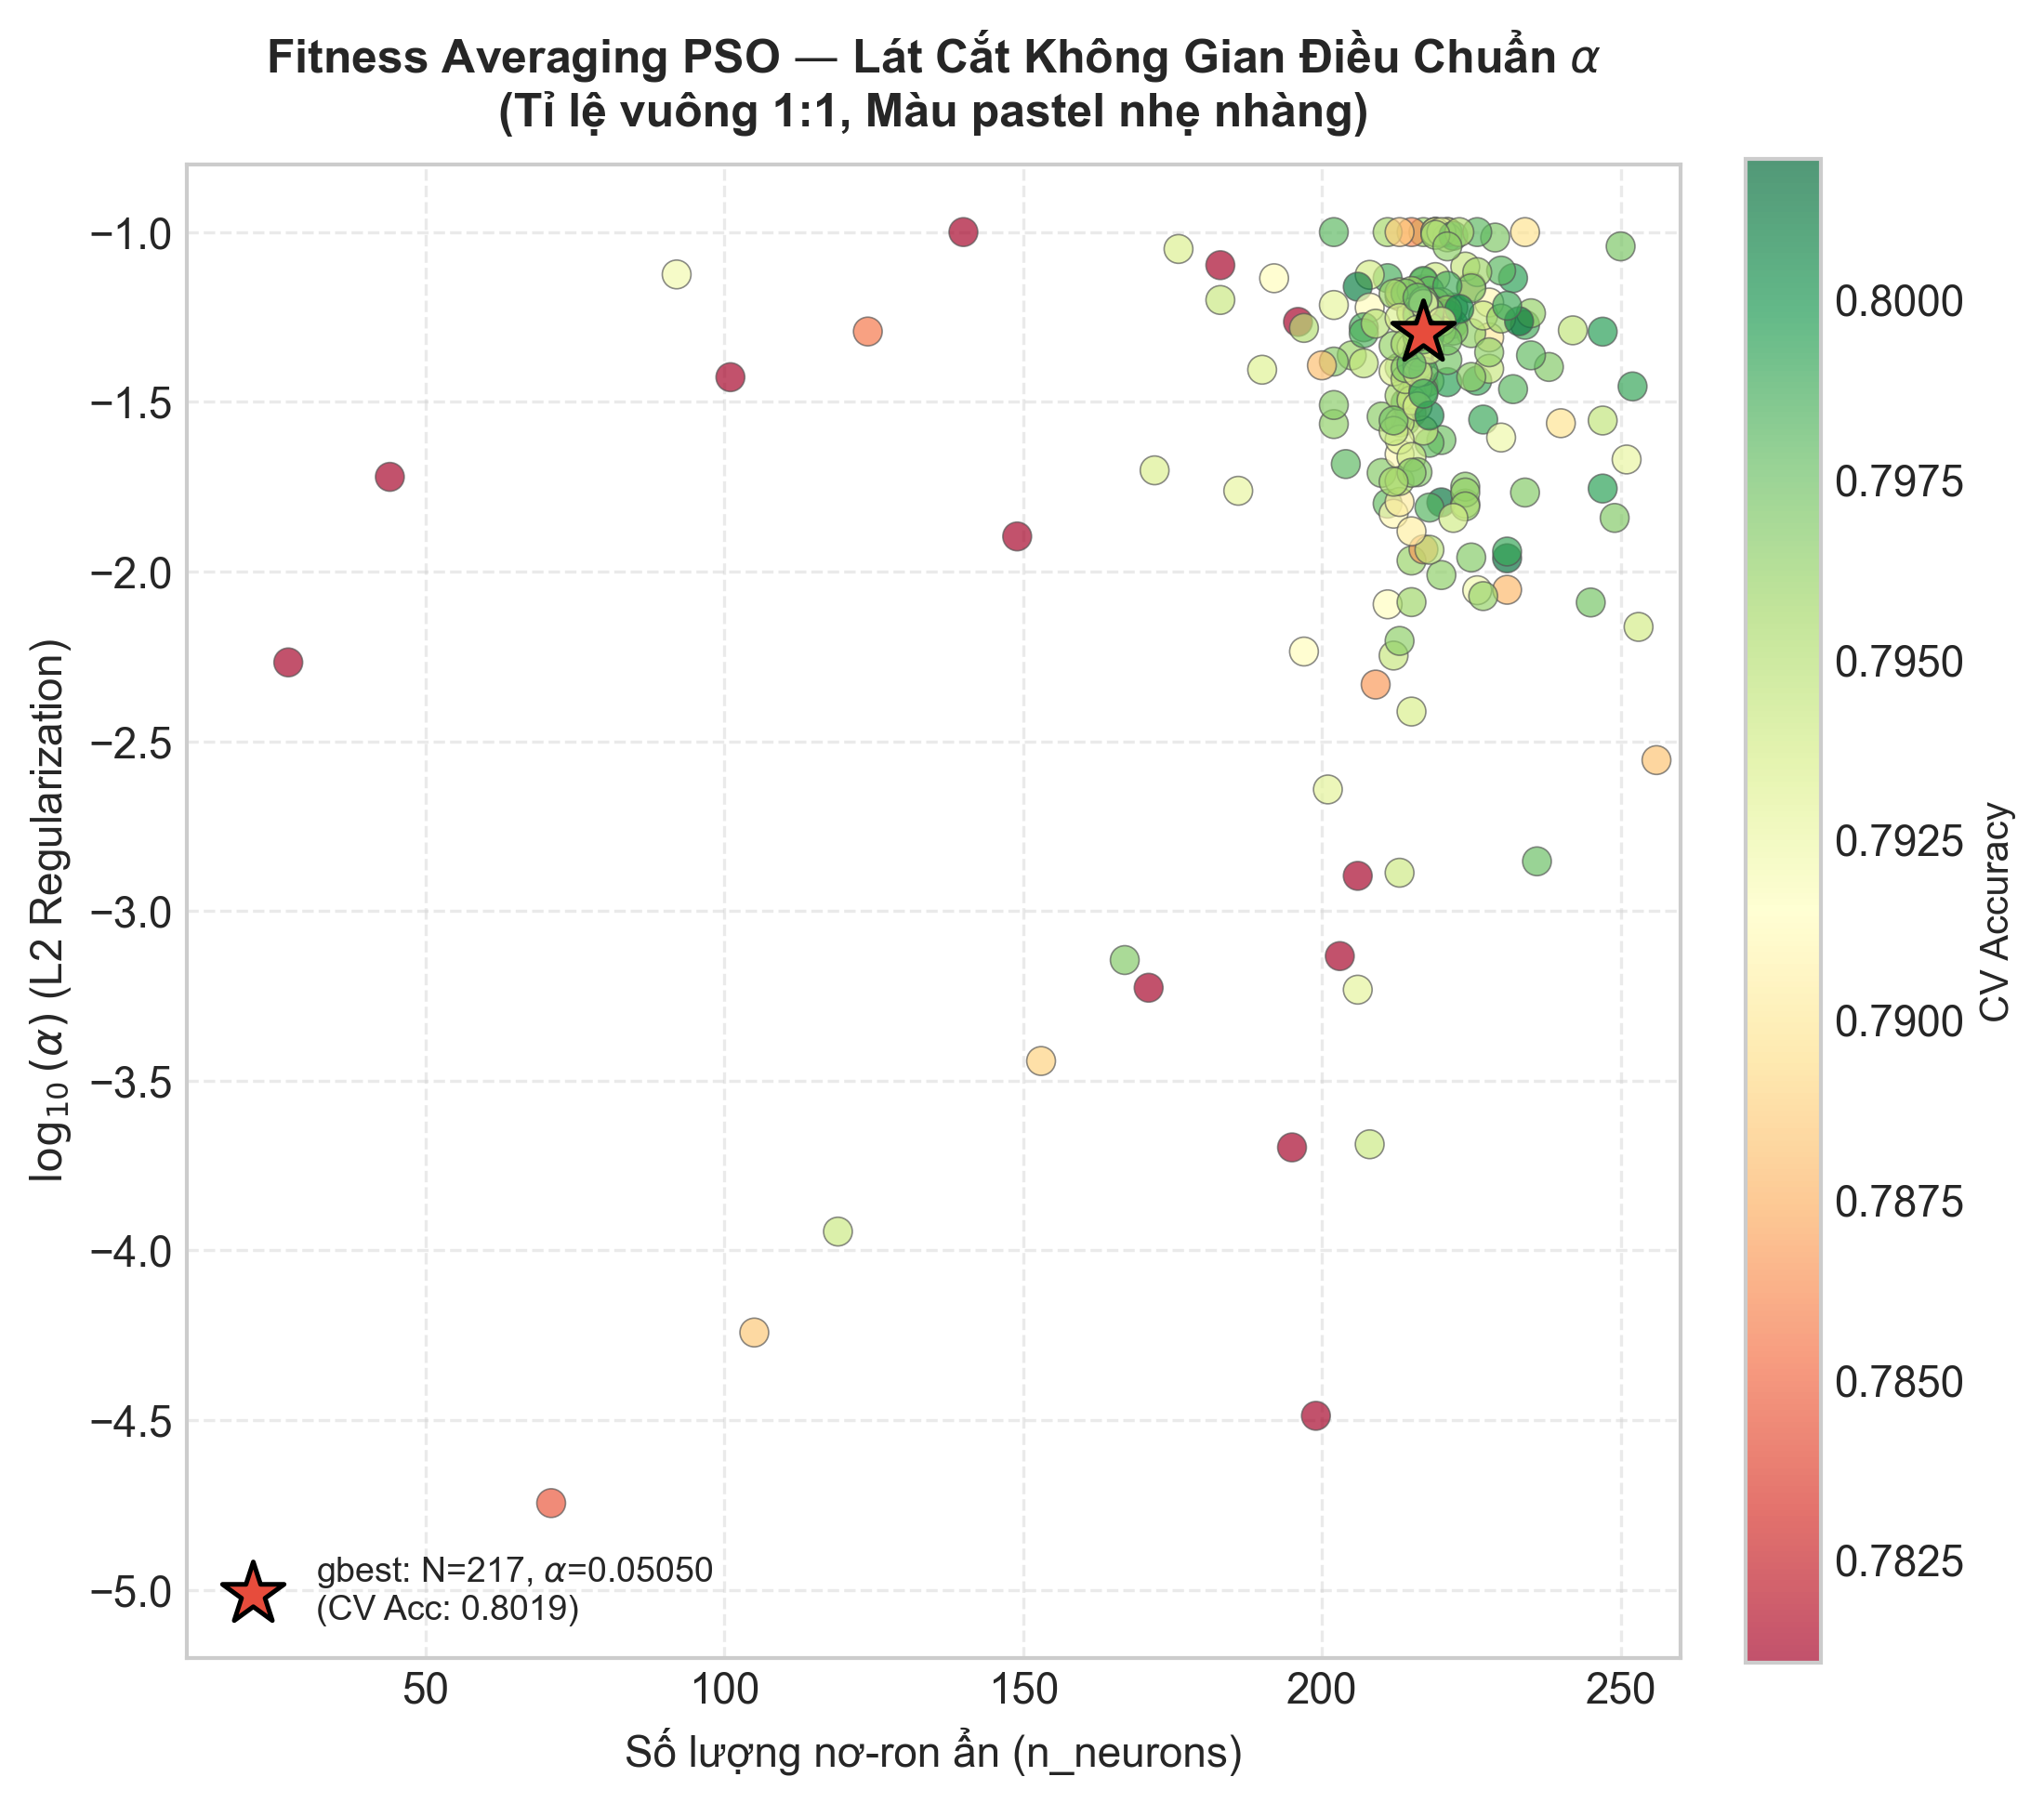 Fitness Averaging PSO — Lát Cắt Không Gian Điều Chuẩn α
(Tỉ lệ vuông 1:1, Màu pastel nhẹ nhàng)
log₁₀(α) (L2 Regularization)
−1.0
−1.5
−2.0
−2.5
−3.0
−3.5
−4.0
−4.5
−5.0
gbest: N=217, α=0.05050
(CV Acc: 0.8019)
50 100 150 200 250
Số lượng nơ-ron ẩn (n_neurons)
0.8000
0.7975
0.7950
0.7925
0.7900
0.7875
0.7850
0.7825
CV Accuracy